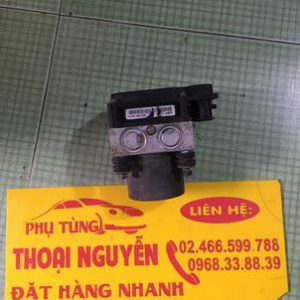 PHỤ TÙNG
THOẠI NGUYỄN
ĐẶT HÀNG NHANH
LIÊN HỆ:
02.466.599.788
0968.33.88.39